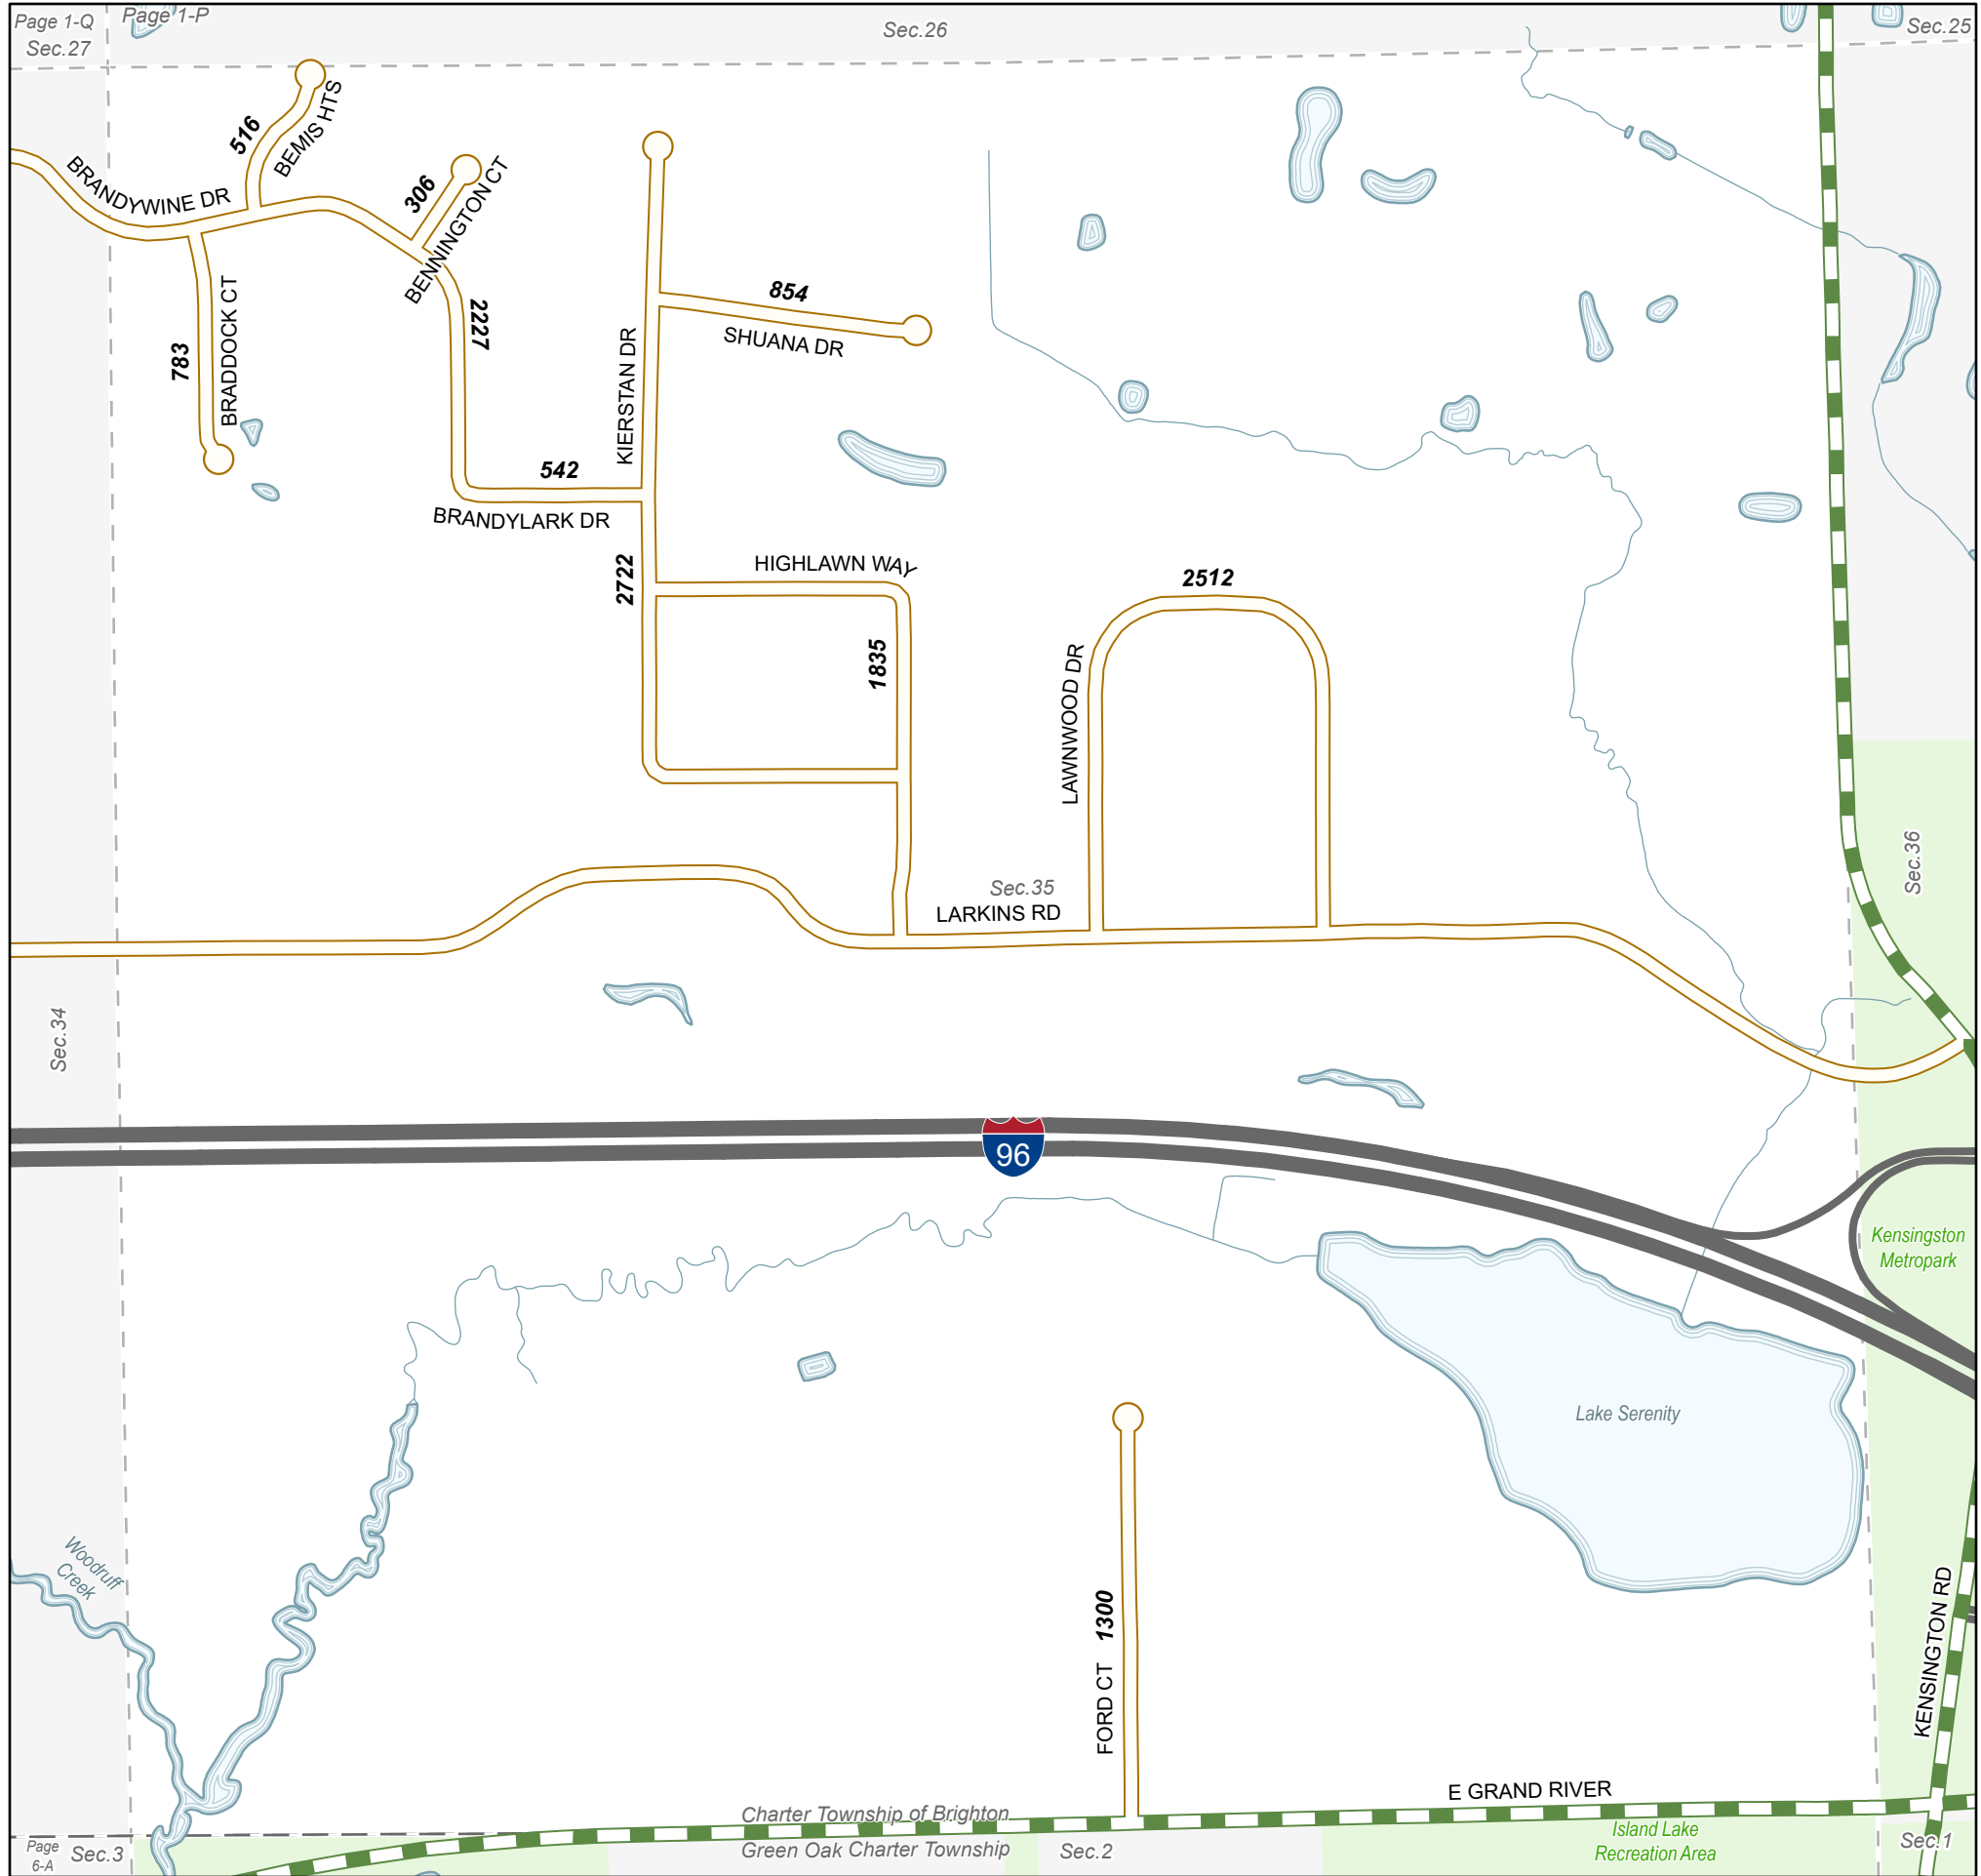 Page 1-Q
Page 1-P
Sec.27
Sec.26
Sec.25
516
BEMIS HTS
BRANDYWINE DR
306
BENNINGTON CT
783
BRADDOCK CT
2227
854
SHUANA DR
KIERSTAN DR
542
BRANDYLARK DR
2722
HIGHLAWN WAY
1835
2512
LAWNWOOD DR
Sec.36
Sec.35
LARKINS RD
Sec.34
96
Kensingston
Metropark
Lake Serenity
Woodruff
Creek
1300
FORD CT
KENSINGTON RD
E GRAND RIVER
Charter Township of Brighton
Green Oak Charter Township
Sec.2
Island Lake
Recreation Area
Sec.1
Page
6-A
Sec.3